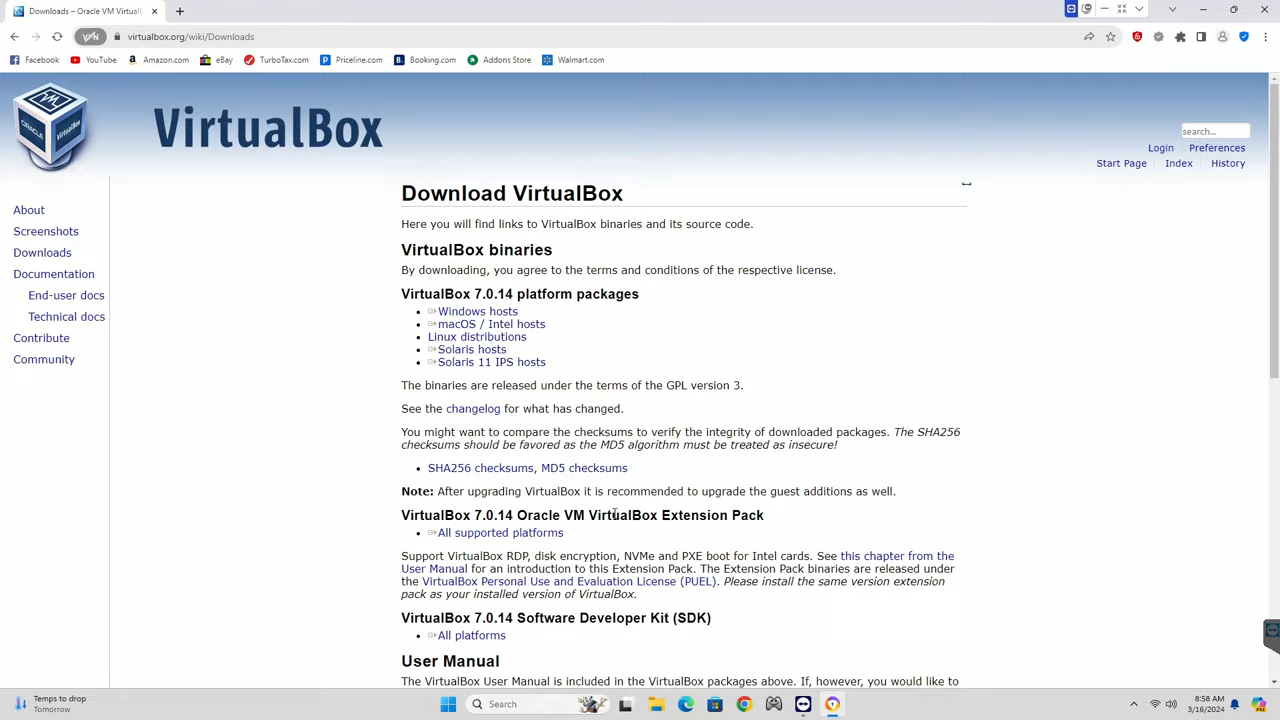 Downloads – Oracle VM Virtual
virtualbox.org/wiki/Downloads
Facebook YouTube Amazon.com eBay TurboTax.com Priceline.com Booking.com Addons Store Walmart.com
ORACLE VM VirtualBox
VirtualBox
search...
Login Preferences
Start Page Index History
About
Screenshots
Downloads
Documentation
End-user docs
Technical docs
Contribute
Community
Download VirtualBox
Here you will find links to VirtualBox binaries and its source code.
VirtualBox binaries
By downloading, you agree to the terms and conditions of the respective license.
VirtualBox 7.0.14 platform packages
Windows hosts
macOS / Intel hosts
Linux distributions
Solaris hosts
Solaris 11 IPS hosts
The binaries are released under the terms of the GPL version 3.
See the changelog for what has changed.
You might want to compare the checksums to verify the integrity of downloaded packages. The SHA256
checksums should be favored as the MD5 algorithm must be treated as insecure!
SHA256 checksums, MD5 checksums
Note: After upgrading VirtualBox it is recommended to upgrade the guest additions as well.
VirtualBox 7.0.14 Oracle VM VirtualBox Extension Pack
All supported platforms
Support VirtualBox RDP, disk encryption, NVMe and PXE boot for Intel cards. See this chapter from the
User Manual for an introduction to this Extension Pack. The Extension Pack binaries are released under
the VirtualBox Personal Use and Evaluation License (PUEL). Please install the same version extension
pack as your installed version of VirtualBox.
VirtualBox 7.0.14 Software Developer Kit (SDK)
All platforms
User Manual
The VirtualBox User Manual is included in the VirtualBox packages above. If, however, you would like to
Temps to drop
Tomorrow
Search
8:58 AM
3/16/2024